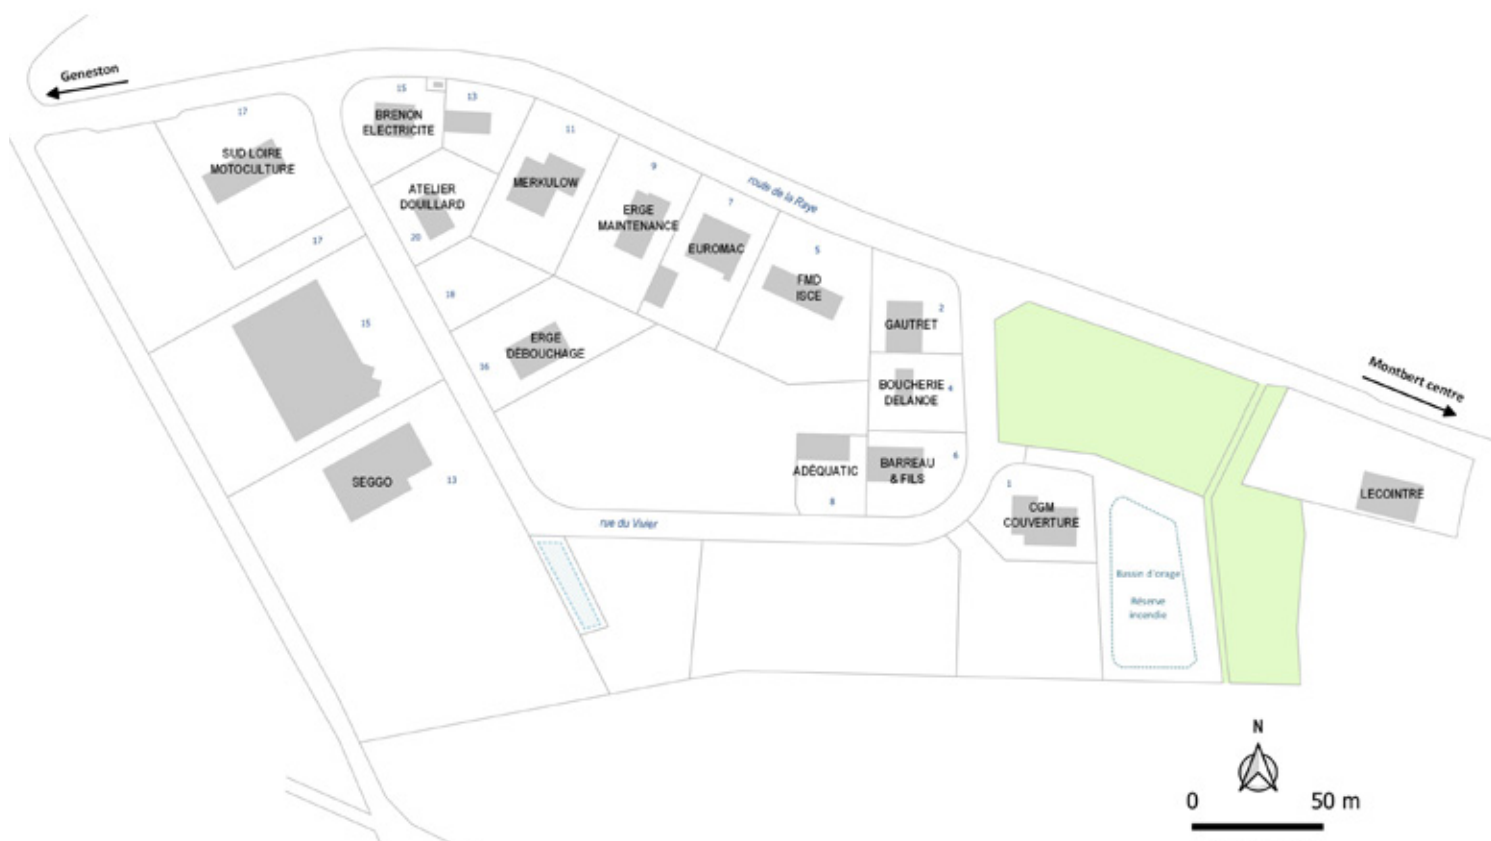 Geneston
17
SUD LOIRE
MOTOCULTURE
15
BRENON
ELECTRICITE
13
11
MERKULOW
ATELIER
DOUILLARD
20
9
ERGE
MAINTENANCE
7
EUROMAC
route de la Raye
5
FMD
ISCE
2
GAUTRET
17
18
15
ERGE
DÉBOUCHAGE
16
BOUCHERIE
DELANOE
4
Montbert centre
SEGGO
13
ADÉQUATIC
8
BARREAU
& FILS
6
LECOINTRE
1
CGM
COUVERTURE
rue du Vivier
Bassin d'orage
Réserve
incendie
N
0
50 m